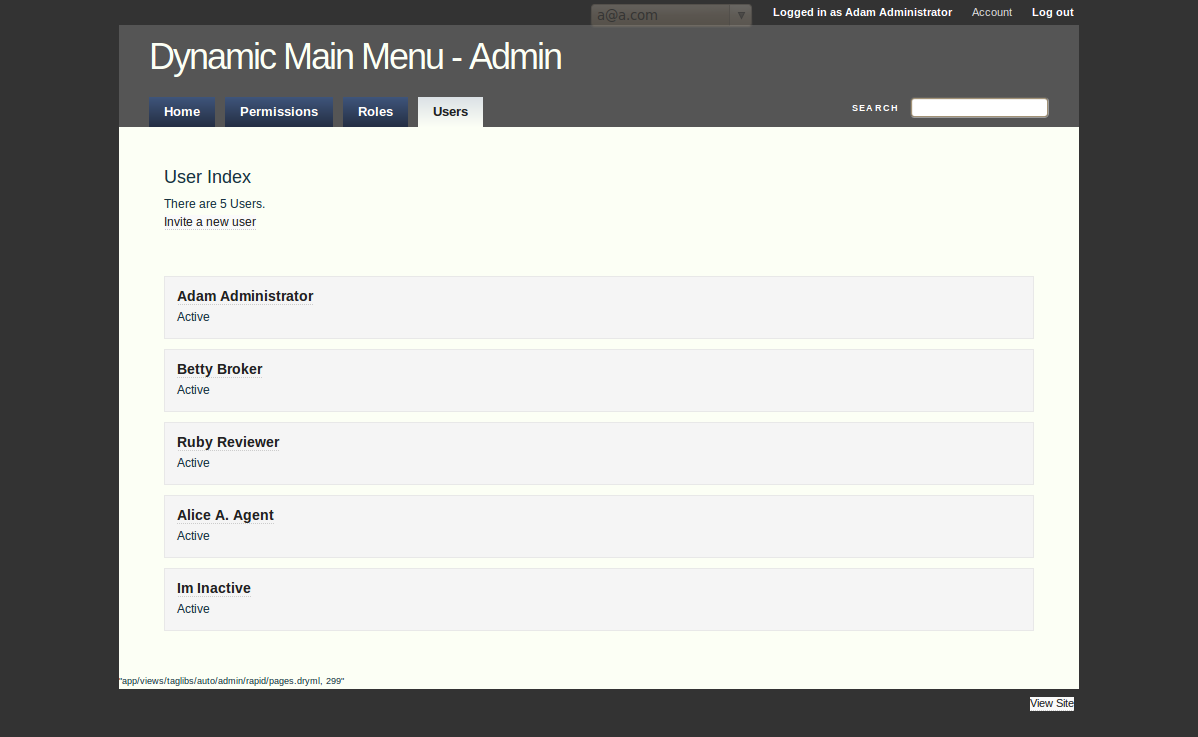 a@a.com Logged in as Adam Administrator Account Log out
Dynamic Main Menu - Admin
Home Permissions Roles Users SEARCH
User Index
There are 5 Users.
Invite a new user
Adam Administrator
Active
Betty Broker
Active
Ruby Reviewer
Active
Alice A. Agent
Active
Im Inactive
Active
"app/views/taglibs/auto/admin/rapid/pages.dryml, 299"
View Site